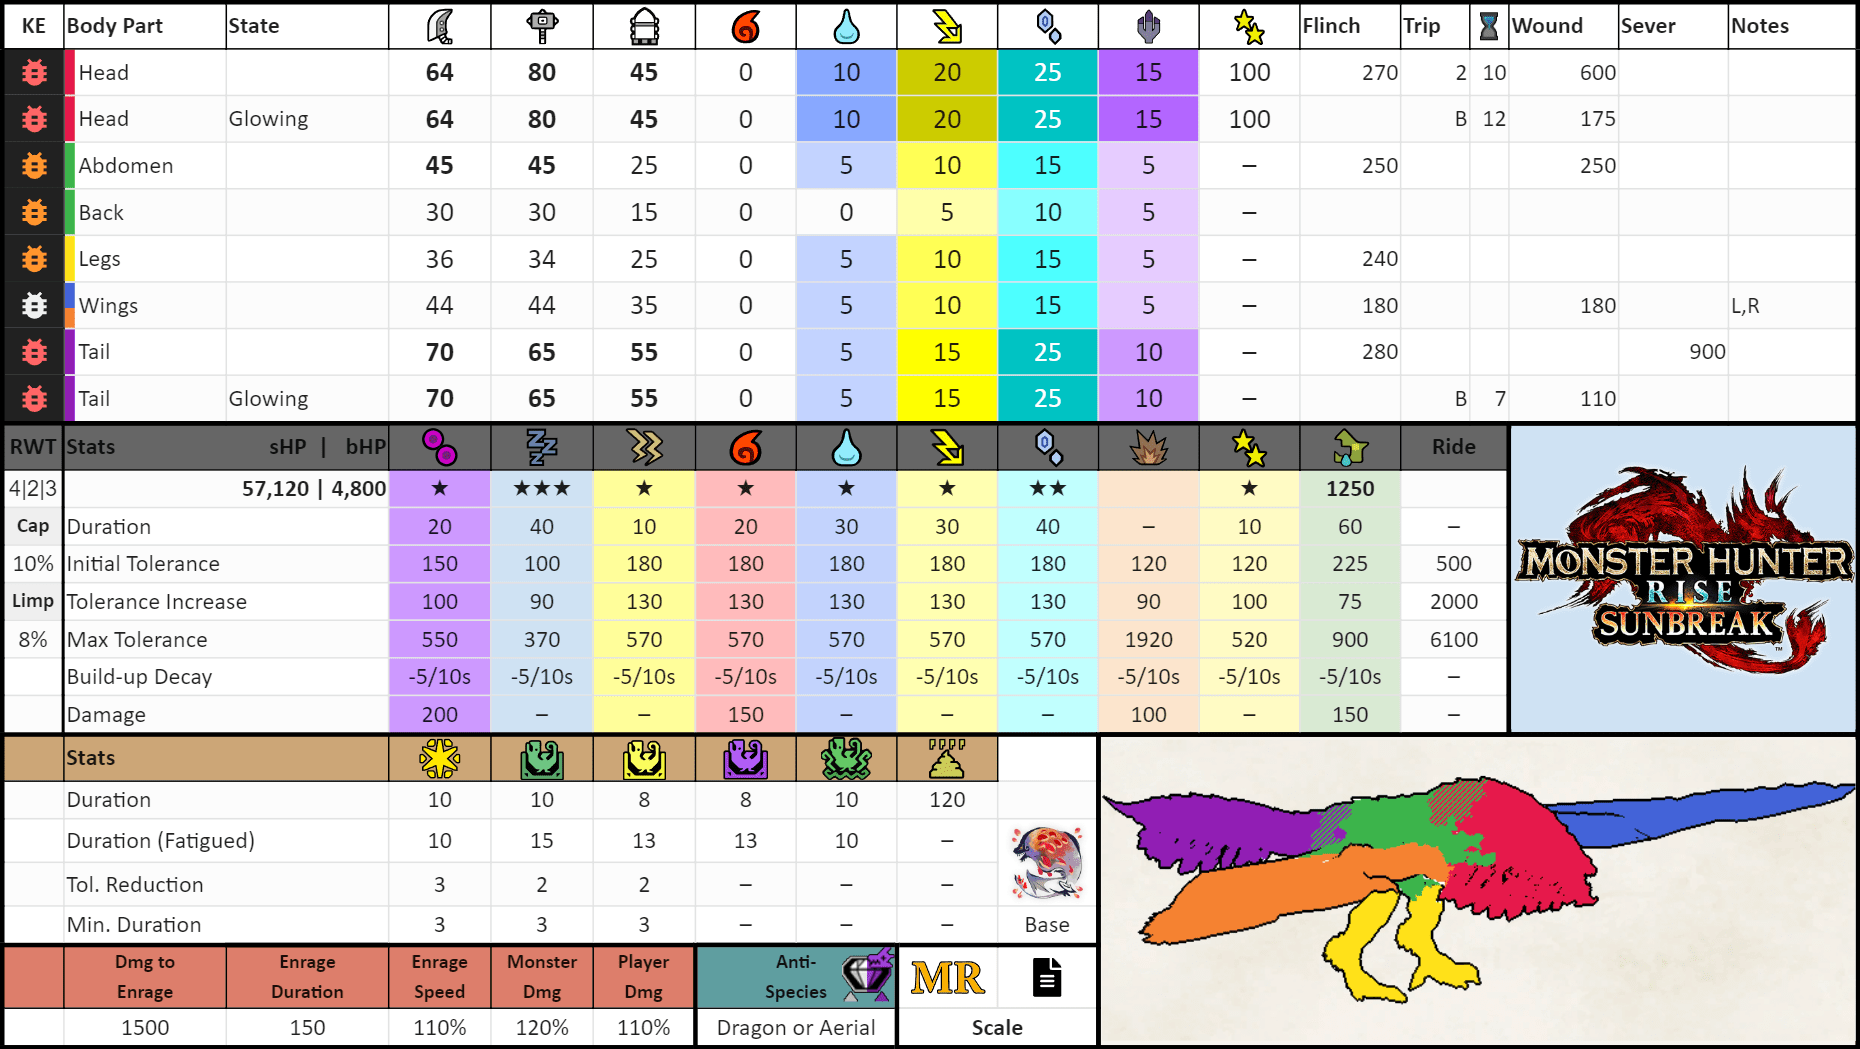 KE Body Part State Flinch Trip Wound Sever Notes
Head 64 80 45 0 10 20 25 15 100 270 2 10 600
Head Glowing 64 80 45 0 10 20 25 15 100 B 12 175
Abdomen 45 45 25 0 5 10 15 5 – 250 250
Back 30 30 15 0 0 5 10 5 –
Legs 36 34 25 0 5 10 15 5 – 240
Wings 44 44 35 0 5 10 15 5 – 180 180 L,R
Tail 70 65 55 0 5 15 25 10 – 280 900
Tail Glowing 70 65 55 0 5 15 25 10 – B 7 110
RWT Stats sHP | bHP Ride
4|2|3 57,120 | 4,800 ★ ★★★ ★ ★ ★ ★ ★★ ★ 1250
Cap Duration 20 40 10 20 30 30 40 – 10 60 –
10% Initial Tolerance 150 100 180 180 180 180 180 120 120 225 500
Limp Tolerance Increase 100 90 130 130 130 130 130 90 100 75 2000
8% Max Tolerance 550 370 570 570 570 570 570 1920 520 900 6100
Build-up Decay -5/10s -5/10s -5/10s -5/10s -5/10s -5/10s -5/10s -5/10s -5/10s -5/10s –
Damage 200 – – 150 – – – 100 – 150 –
MONSTER HUNTER
RISE
SUNBREAK
TM
Stats
Duration 10 10 8 8 10 120
Duration (Fatigued) 10 15 13 13 10 –
Tol. Reduction 3 2 2 – – –
Min. Duration 3 3 3 – – – Base
Dmg to Enrage Enrage Duration Enrage Speed Monster Dmg Player Dmg Anti-Species MR
1500 150 110% 120% 110% Dragon or Aerial Scale